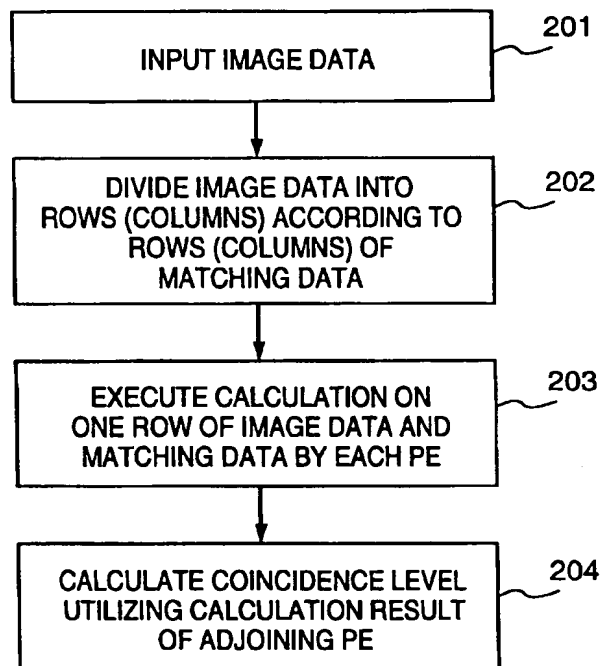 201
INPUT IMAGE DATA
202
DIVIDE IMAGE DATA INTO
ROWS (COLUMNS) ACCORDING TO
ROWS (COLUMNS) OF
MATCHING DATA
203
EXECUTE CALCULATION ON
ONE ROW OF IMAGE DATA AND
MATCHING DATA BY EACH PE
204
CALCULATE COINCIDENCE LEVEL
UTILIZING CALCULATION RESULT
OF ADJOINING PE